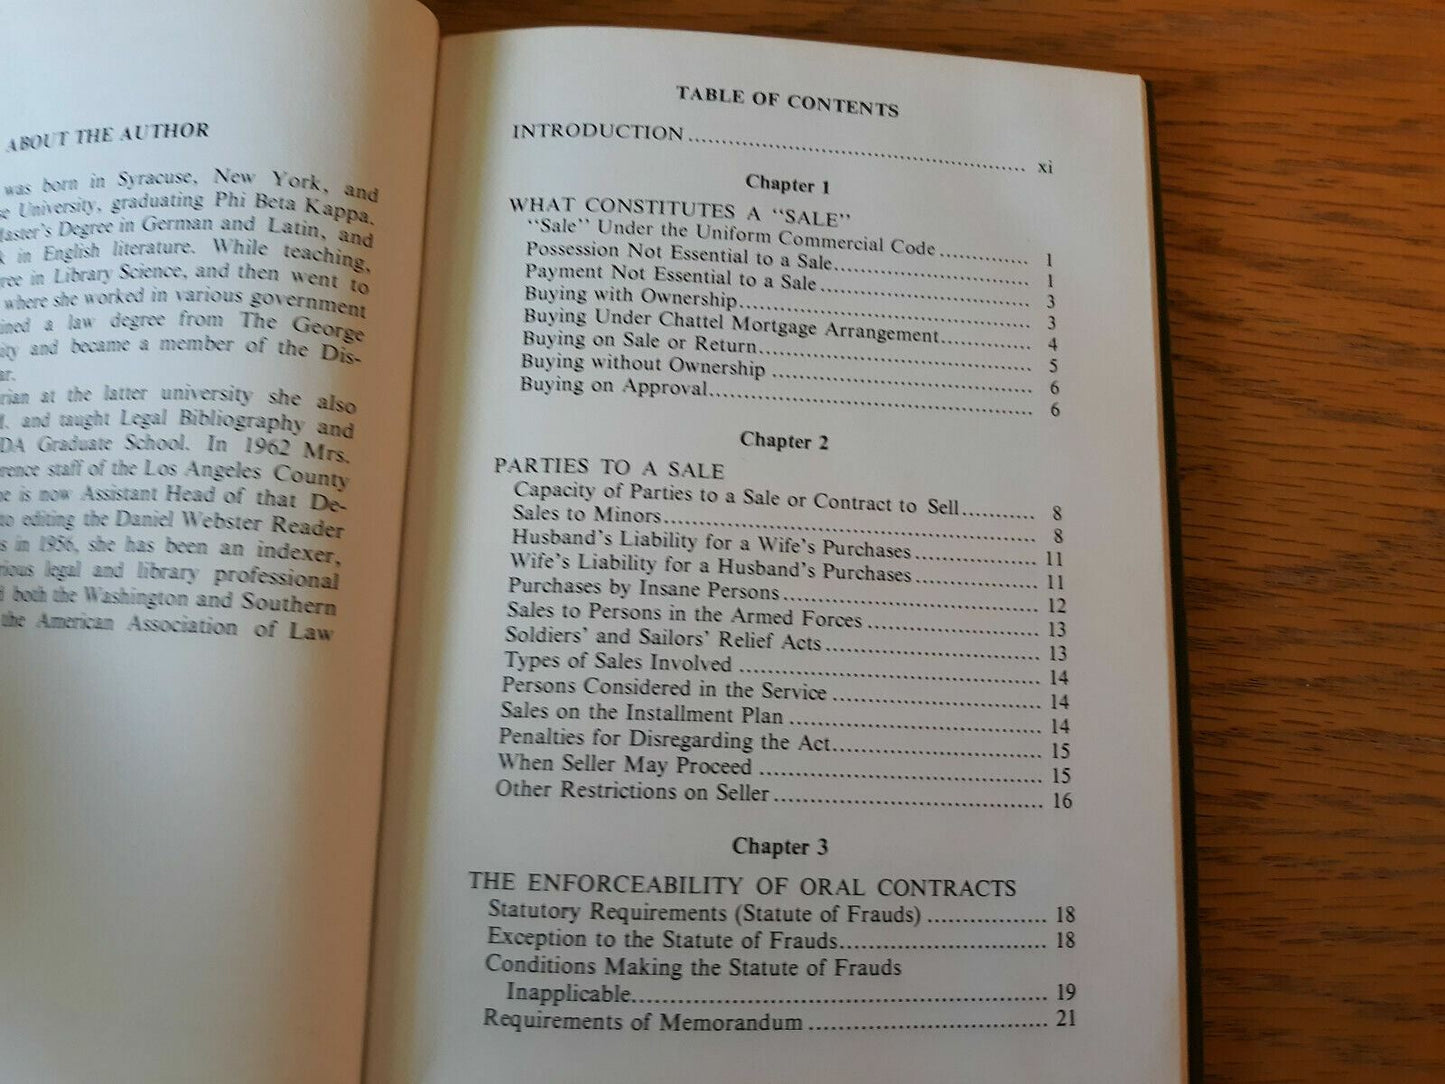 ABOUT THE AUTHOR
was born in Syracuse, New York, and
University, graduating Phi Beta Kappa.
Master's Degree in German and Latin, and
in English literature. While teaching,
in Library Science, and then went to
where she worked in various government
a law degree from The George
and became a member of the Dis-
at the latter university she also
and taught Legal Bibliography and
Graduate School. In 1962 Mrs.
staff of the Los Angeles County
is now Assistant Head of that De-
to editing the Daniel Webster Reader
in 1956, she has been an indexer,
legal and library professional
both the Washington and Southern
the American Association of Law
TABLE OF CONTENTS
INTRODUCTION .................................................. xi
Chapter 1
WHAT CONSTITUTES A "SALE"
"Sale" Under the Uniform Commercial Code ............. 1
Possession Not Essential to a Sale............................ 1
Payment Not Essential to a Sale .............................. 3
Buying with Ownership.......................................... 3
Buying Under Chattel Mortgage Arrangement............. 4
Buying on Sale or Return........................................ 5
Buying without Ownership ..................................... 6
Buying on Approval............................................... 6
Chapter 2
PARTIES TO A SALE
Capacity of Parties to a Sale or Contract to Sell........... 8
Sales to Minors...................................................... 8
Husband's Liability for a Wife's Purchases .................. 11
Wife's Liability for a Husband's Purchases .................. 11
Purchases by Insane Persons..................................... 12
Sales to Persons in the Armed Forces ......................... 13
Soldiers' and Sailors' Relief Acts................................ 13
Types of Sales Involved ........................................... 14
Persons Considered in the Service .............................. 14
Sales on the Installment Plan .................................... 14
Penalties for Disregarding the Act.............................. 15
When Seller May Proceed ........................................ 15
Other Restrictions on Seller ...................................... 16
Chapter 3
THE ENFORCEABILITY OF ORAL CONTRACTS
Statutory Requirements (Statute of Frauds) .................. 18
Exception to the Statute of Frauds.............................. 18
Conditions Making the Statute of Frauds
Inapplicable............................................................ 19
Requirements of Memorandum .................................. 21